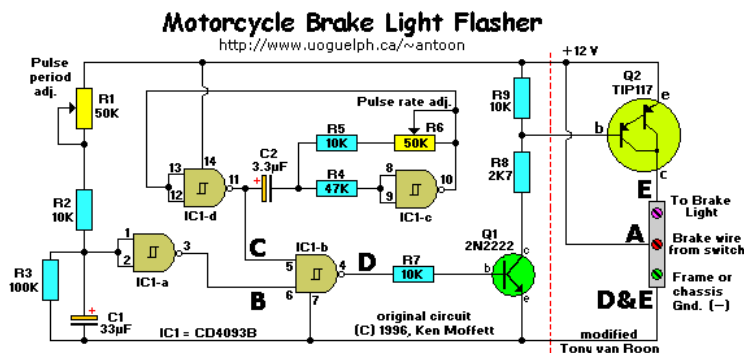 Motorcycle Brake Light Flasher
http://www.uoguelph.ca/~antoon
+12 V
Pulse
period
adj.
R1
50K
Pulse rate adj.
R9
10K
Q2
TIP117
e
b
c
R5
10K
R6
50K
14
13
12
11
IC1-d
C2
3.3µF
+
R4
47K
8
9
10
IC1-c
R8
2K7
R2
10K
E
To Brake
Light
A
Brake wire
from switch
Frame or
chassis
Gnd. (-)
D&E
Q1
2N2222
c
b
e
R3
100K
1
2
3
IC1-a
C
B
IC1-b
5
6
4
7
D
R7
10K
+
C1
33µF
IC1 = CD4093B
original circuit
(C) 1996, Ken Moffett
modified
Tony van Roon